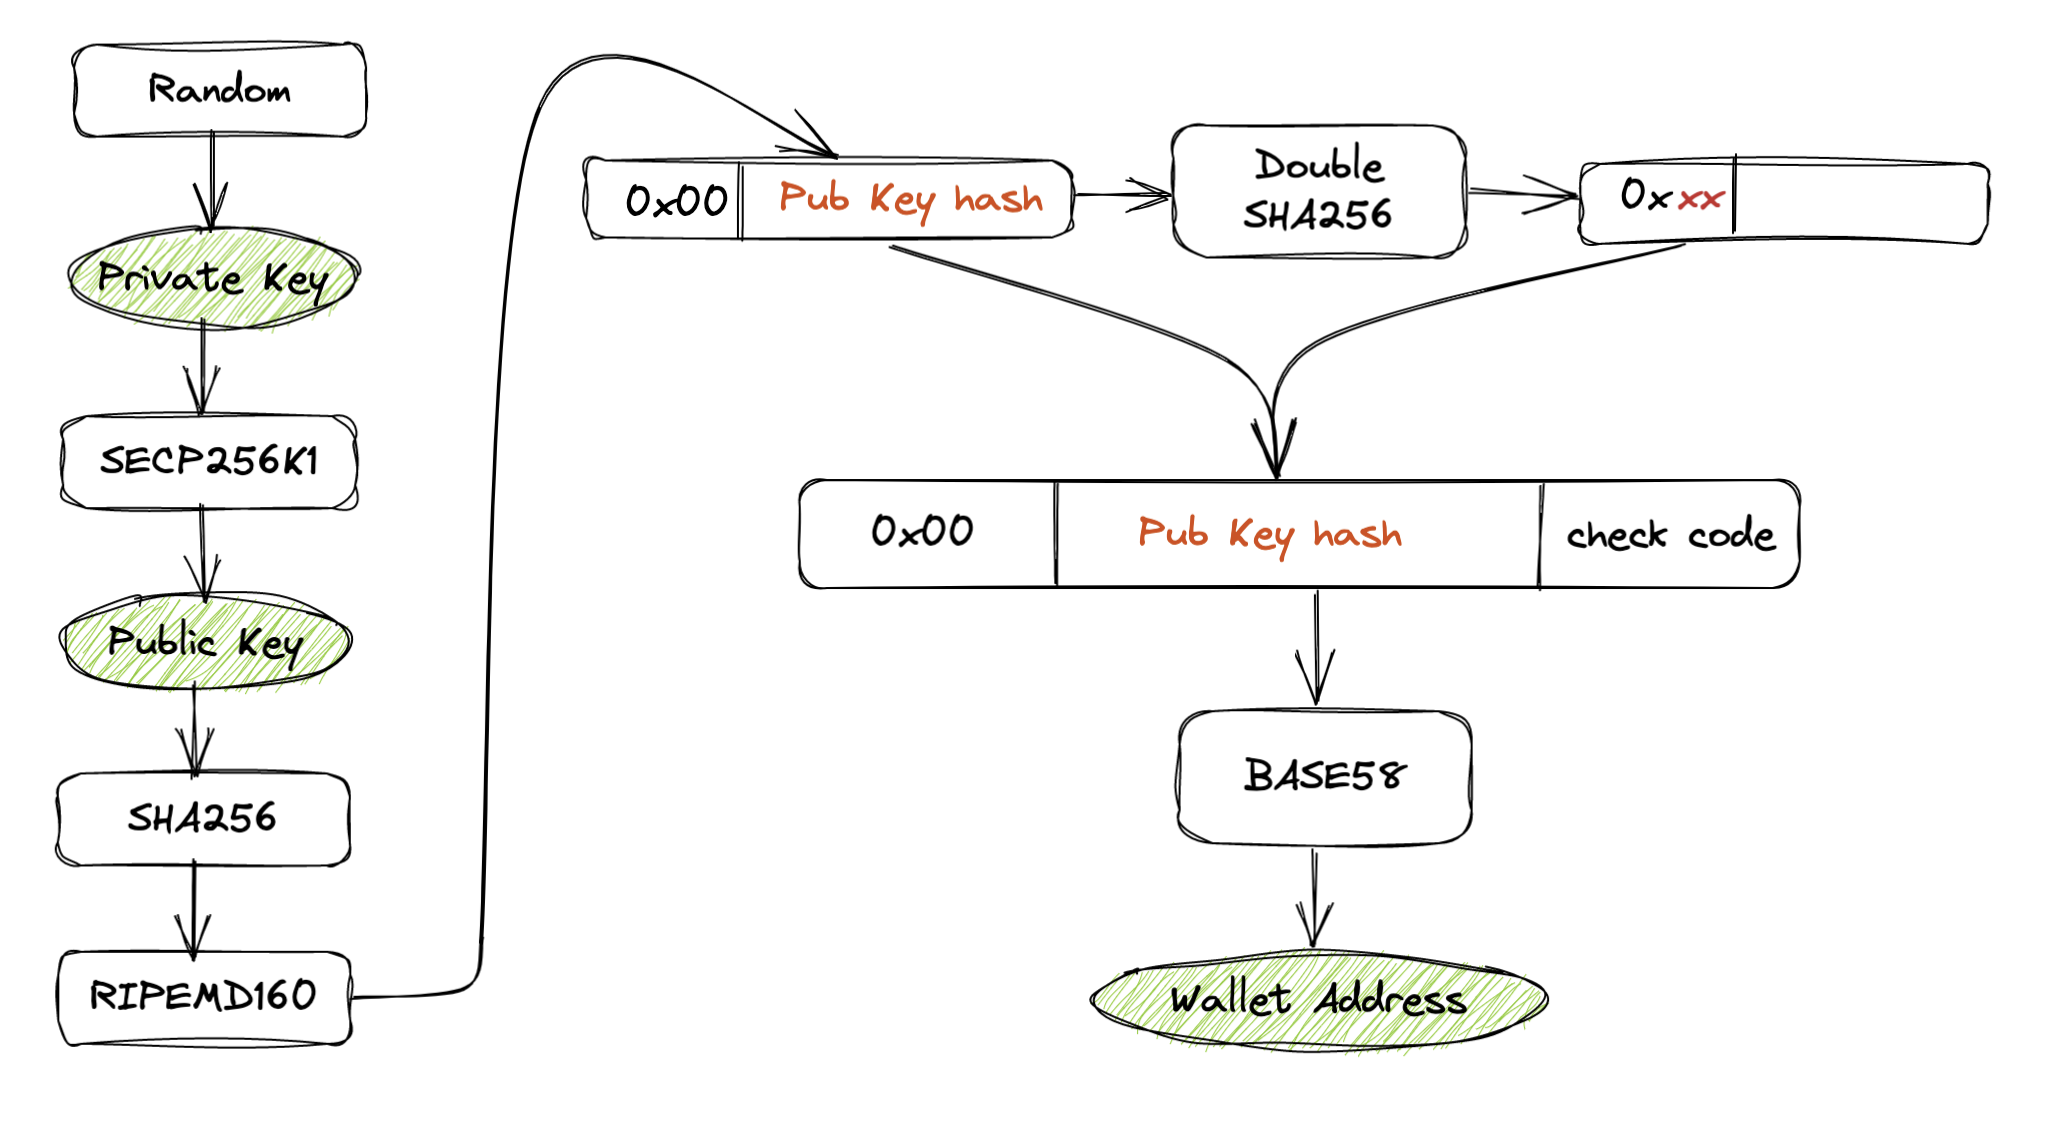 Random
Private Key
SECP256K1
Public Key
SHA256
RIPEMD160
0x00 Pub Key hash
Double
SHA256
0xxx
0x00 Pub Key hash check code
BASE58
Wallet Address